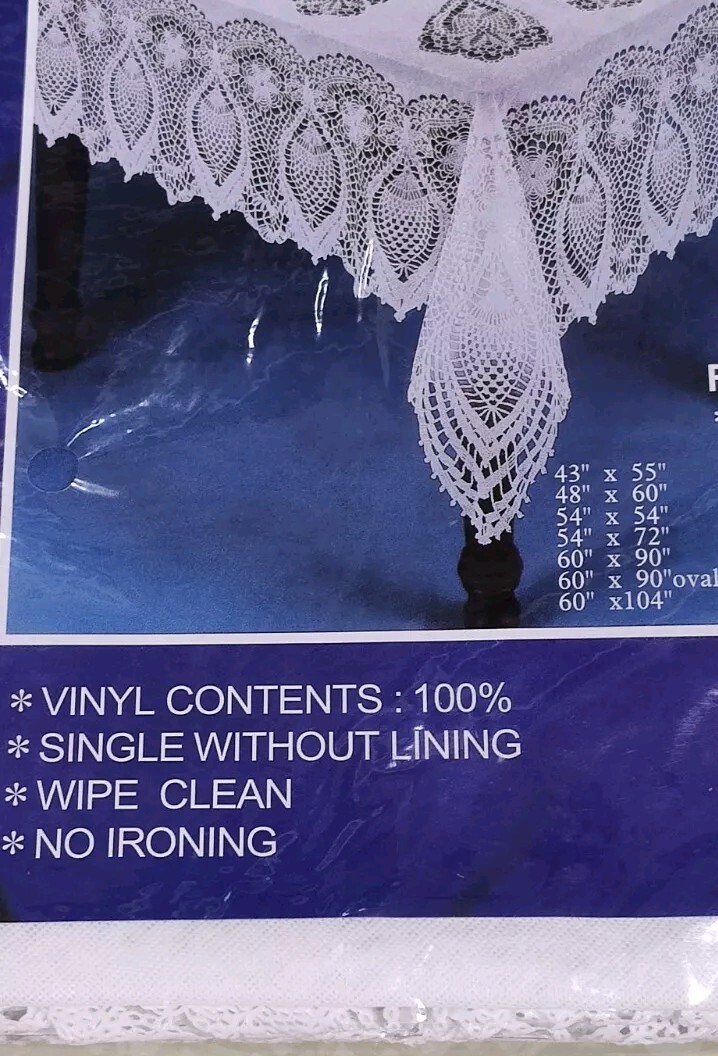 43" x 55"
48" x 60"
54" x 54"
54" x 72"
60" x 90"
60" x 90"oval
60" x104"
* VINYL CONTENTS : 100%
* SINGLE WITHOUT LINING
* WIPE CLEAN
* NO IRONING